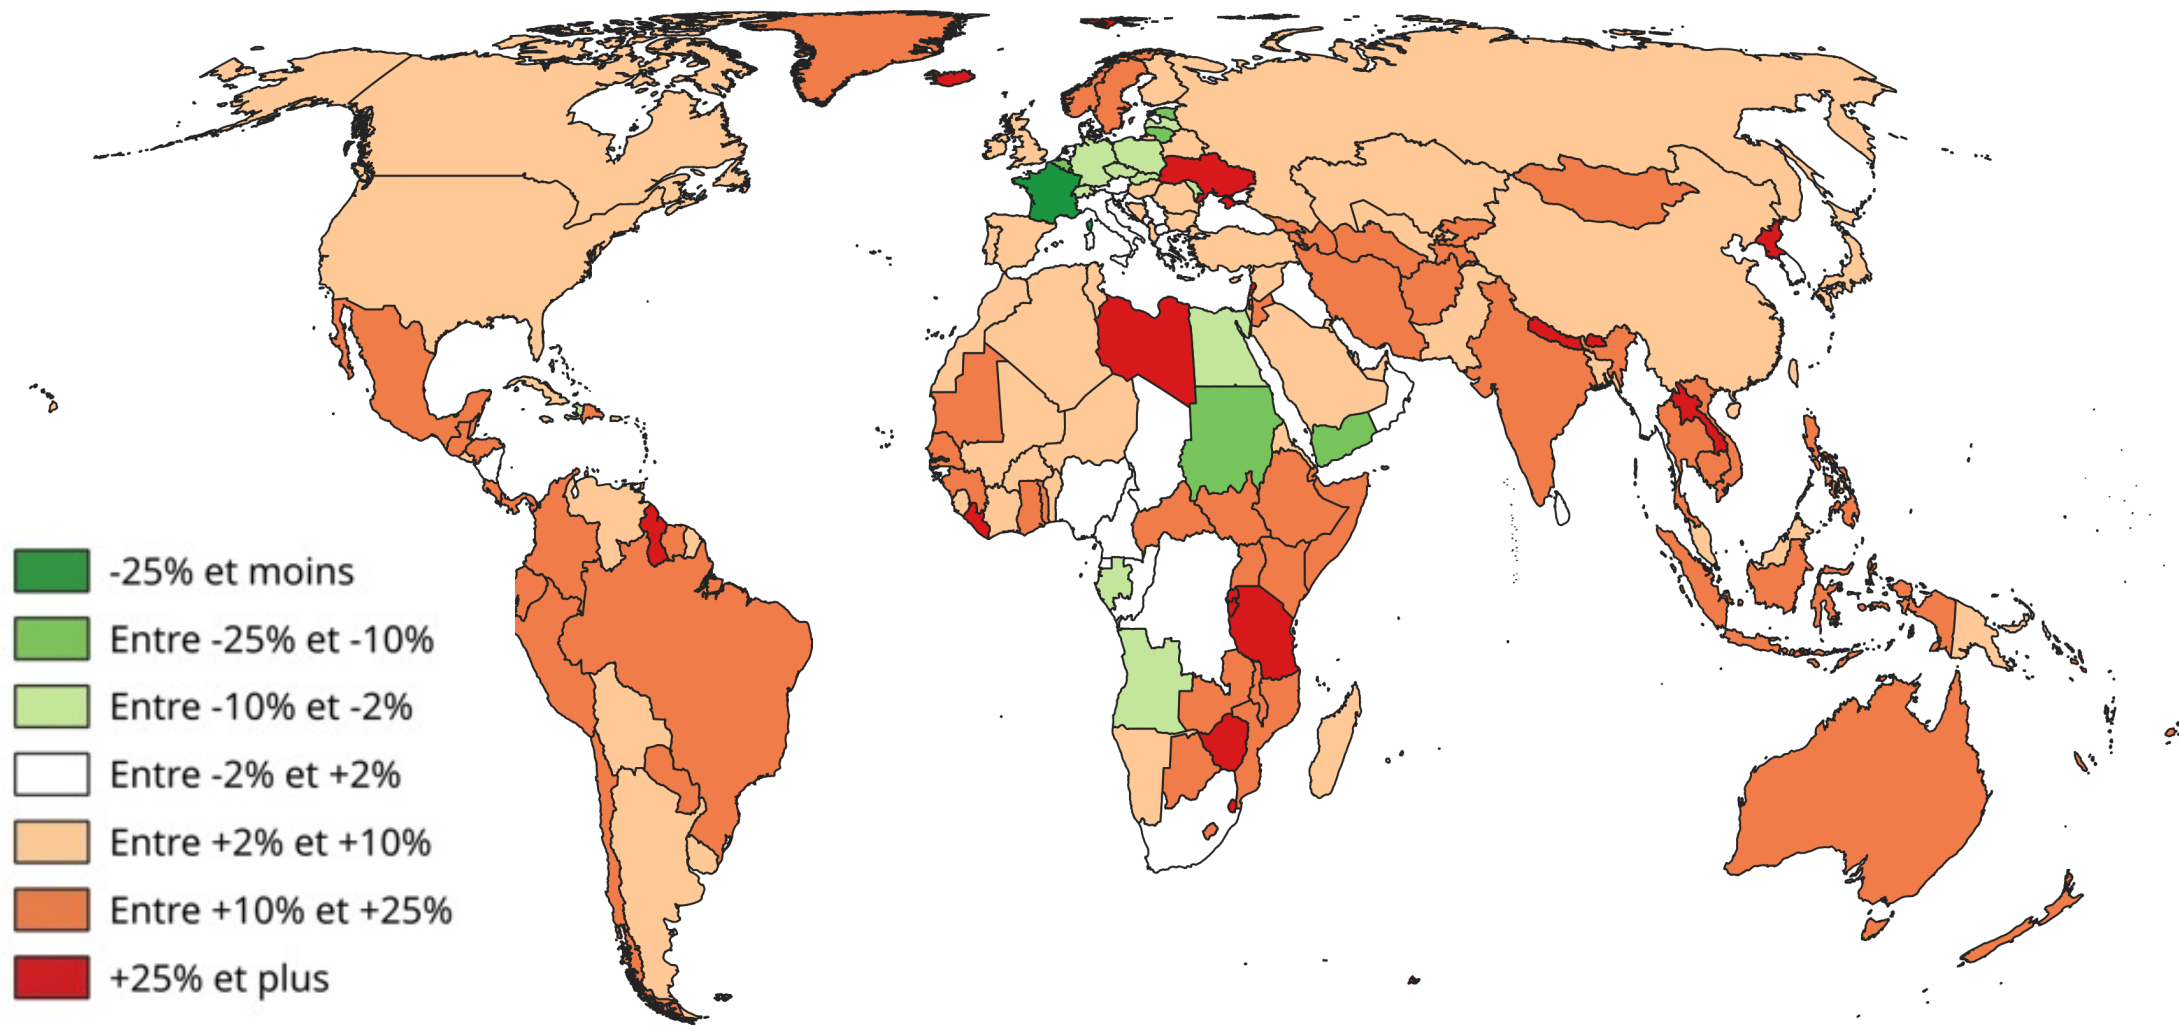 -25% et moins
Entre -25% et -10%
Entre -10% et -2%
Entre -2% et +2%
Entre +2% et +10%
Entre +10% et +25%
+25% et plus